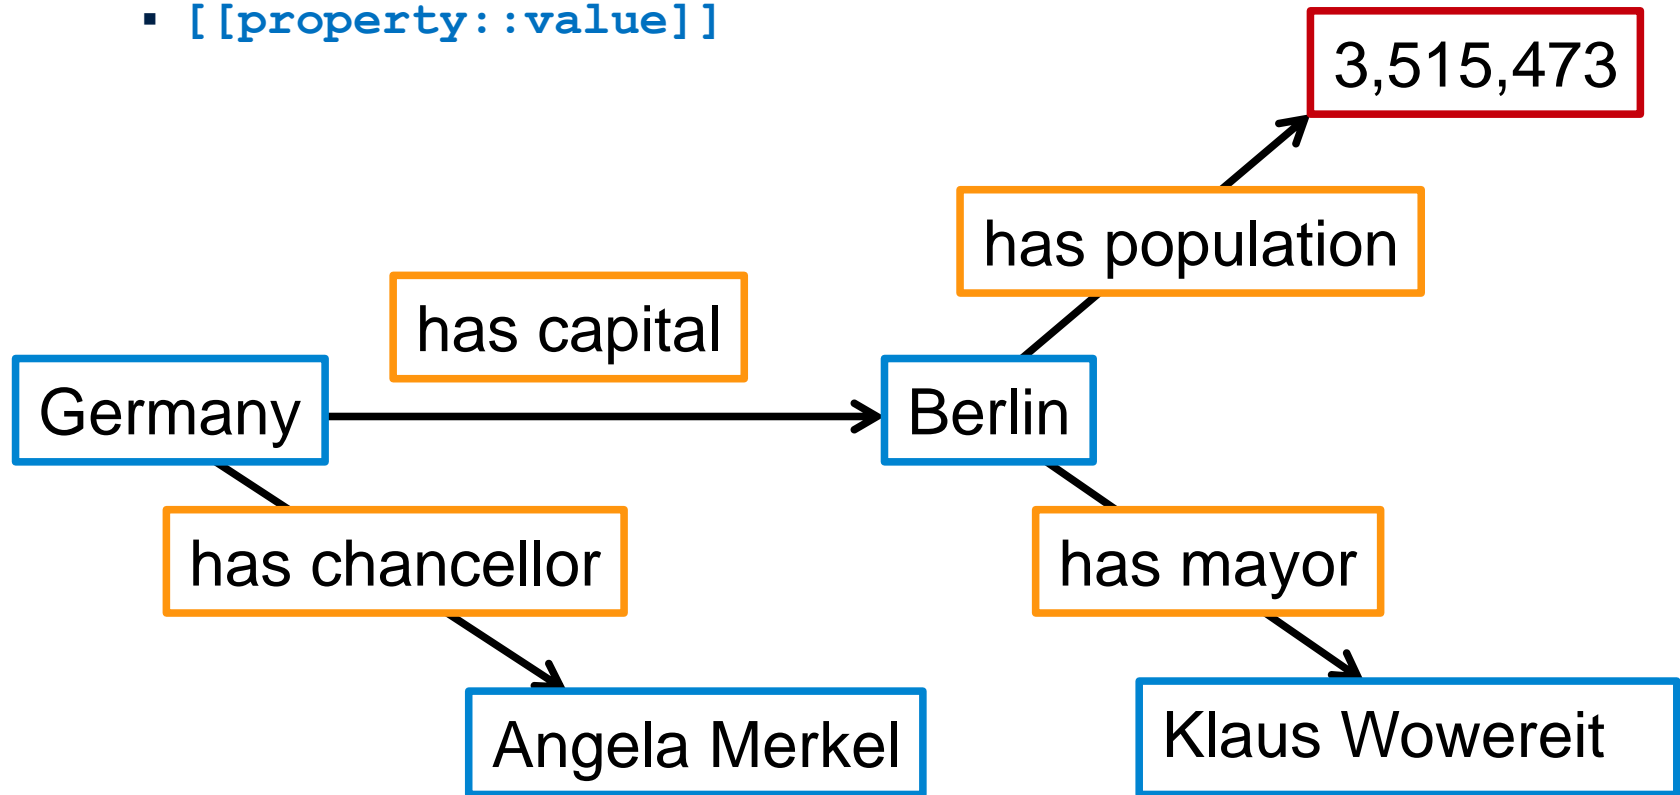 ▪ [[property::value]]
3,515,473
has population
has capital
Germany
Berlin
has chancellor
has mayor
Angela Merkel
Klaus Wowereit